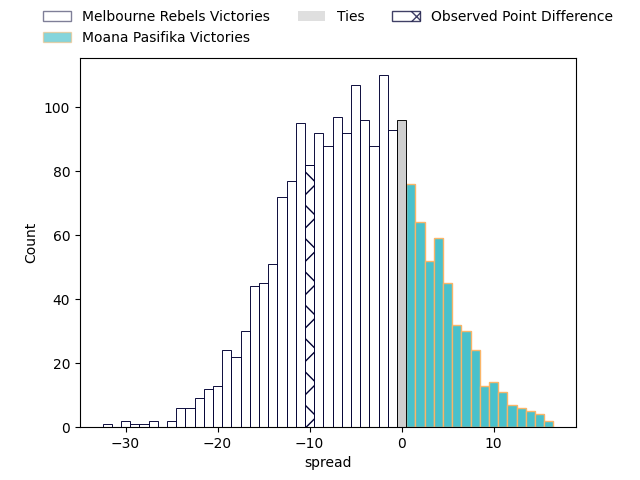 Melbourne Rebels Victories
Ties
Observed Point Difference
Moana Pasifika Victories
100
80
60
40
20
0
Count
−30
−20
−10
0
10
spread